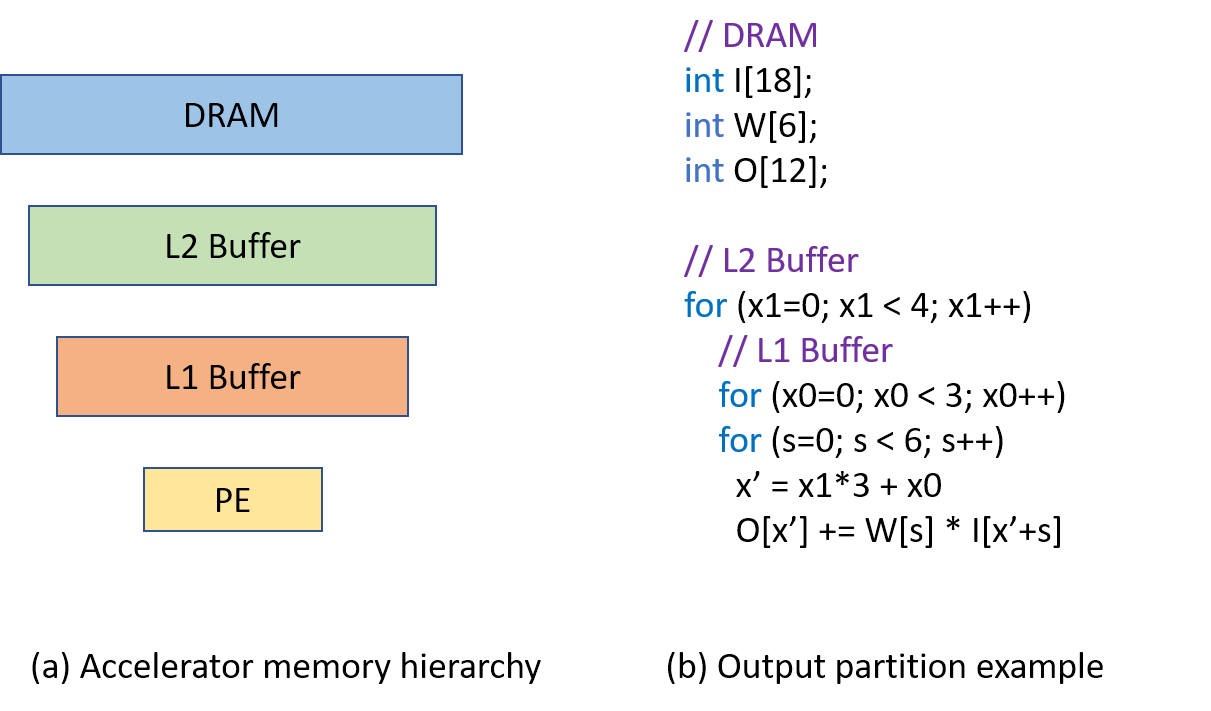 DRAM
L2 Buffer
L1 Buffer
PE
(a) Accelerator memory hierarchy
// DRAM
int I[18];
int W[6];
int O[12];
// L2 Buffer
for (x1=0; x1 < 4; x1++)
// L1 Buffer
for (x0=0; x0 < 3; x0++)
for (s=0; s < 6; s++)
x’ = x1*3 + x0
O[x’] += W[s] * I[x’+s]
(b) Output partition example